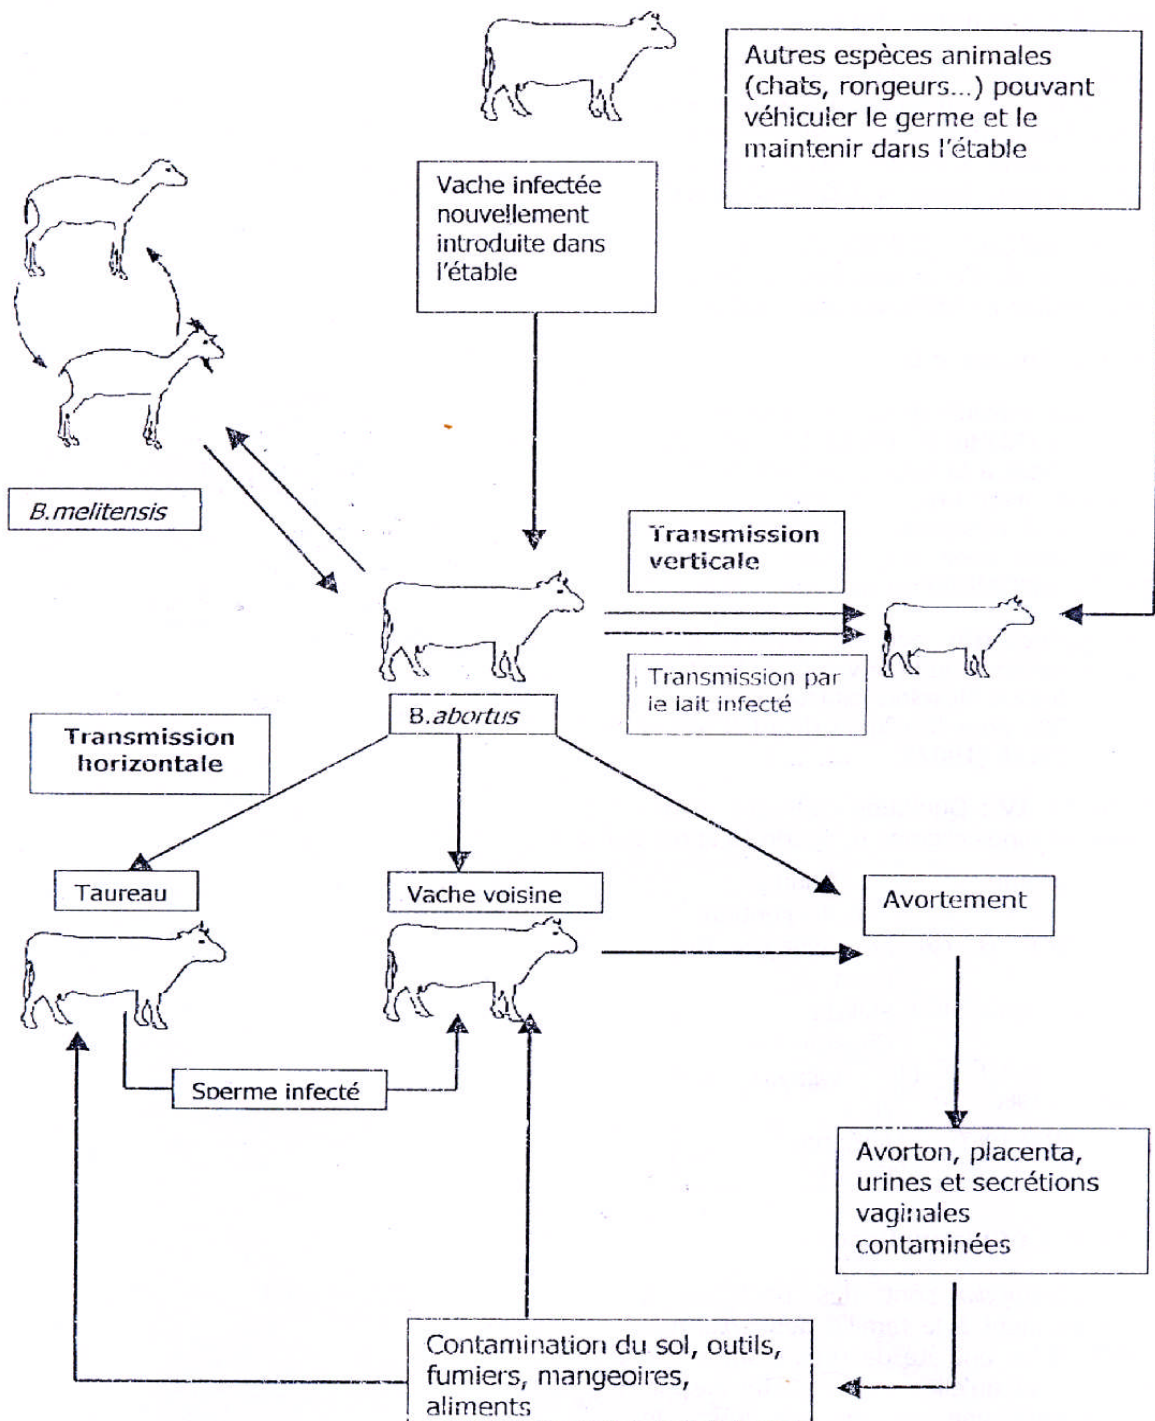 Autres espèces animales
(chats, rongeurs...) pouvant
véhiculer le germe et le
maintenir dans l'étable
Vache infectée
nouvellement
introduite dans
l'étable
B.melitensis
Transmission
verticale
Transmission par
le lait infecté
B.abortus
Transmission
horizontale
Taureau
Vache voisine
Avortement
Sperme infecté
Avorton, placenta,
urines et secrétions
vaginales
contaminées
Contamination du sol, outils,
fumiers, mangeoires,
aliments